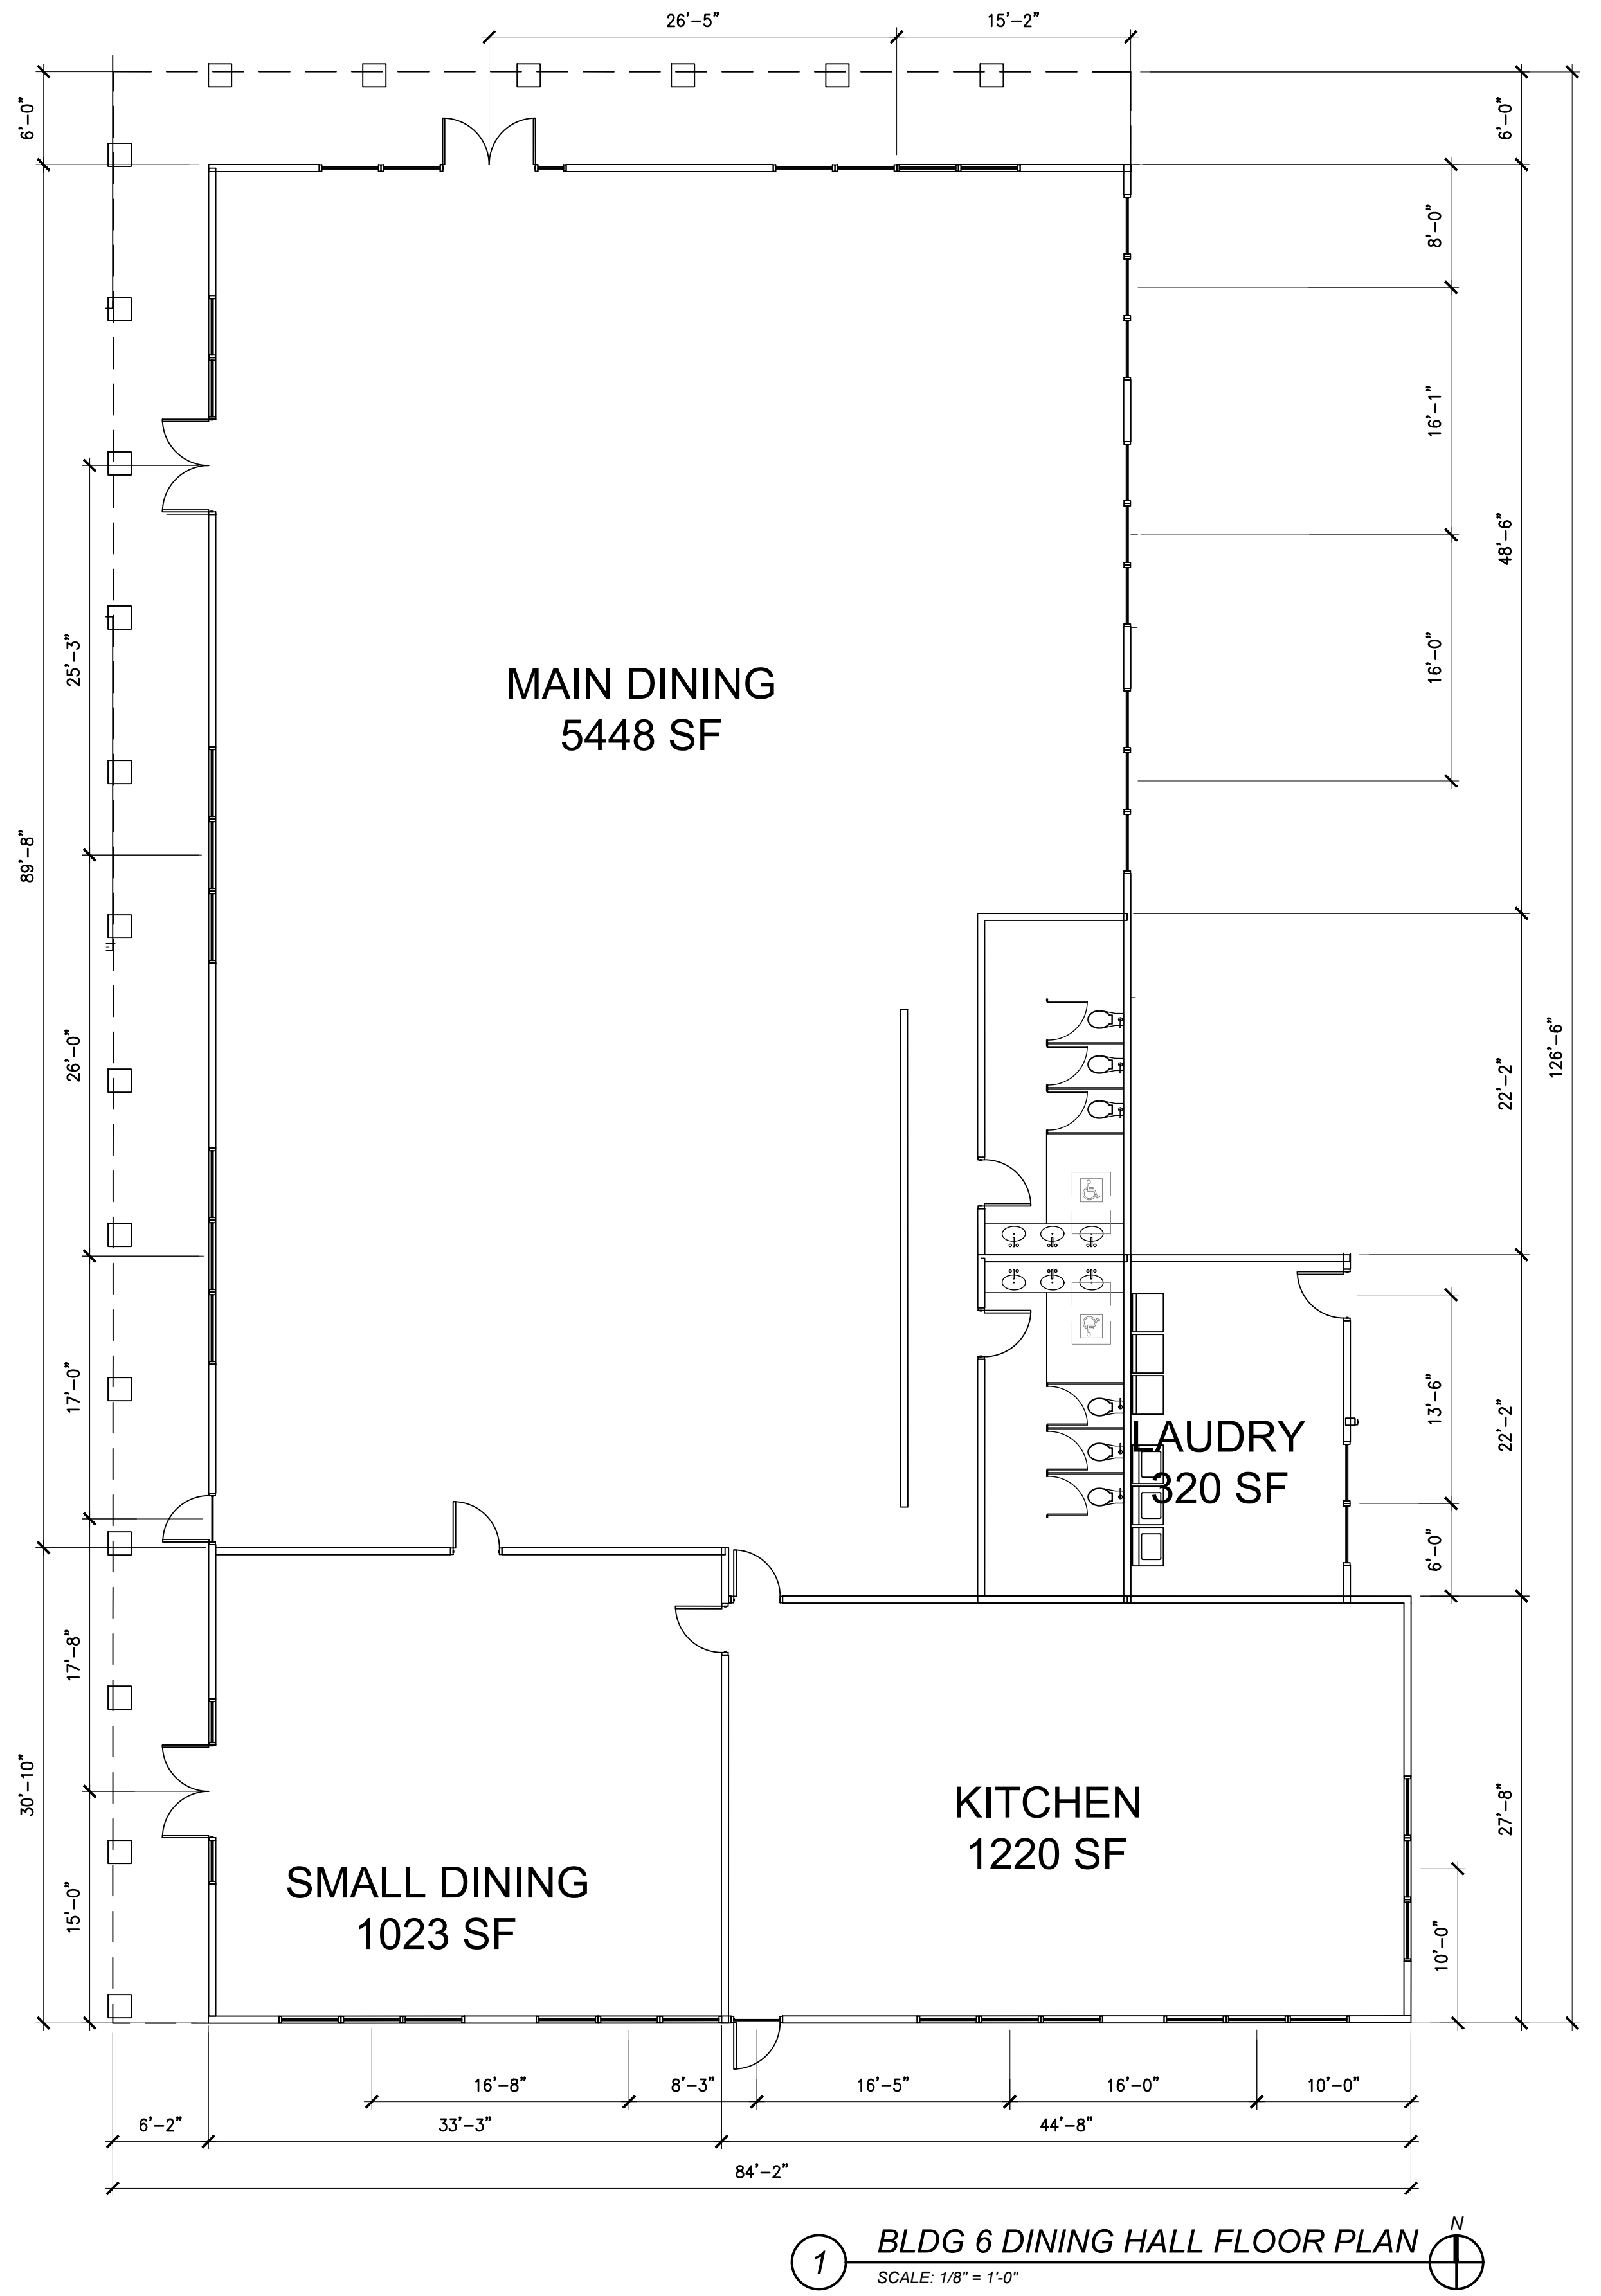 26'-5" 15'-2"
6'-0"
6'-0"
8'-0"
16'-1"
48'-6"
16'-0"
25'-3"
MAIN DINING
5448 SF
89'-8"
26'-0"
126'-6"
22'-2"
17'-0"
13'-6"
22'-2"
LAUDRY
320 SF
6'-0"
17'-8"
30'-10"
KITCHEN
1220 SF
27'-8"
SMALL DINING
1023 SF
15'-0"
10'-0"
16'-8" 8'-3" 16'-5" 16'-0" 10'-0"
6'-2" 33'-3" 44'-8"
84'-2"
N
1 BLDG 6 DINING HALL FLOOR PLAN
SCALE: 1/8" = 1'-0"